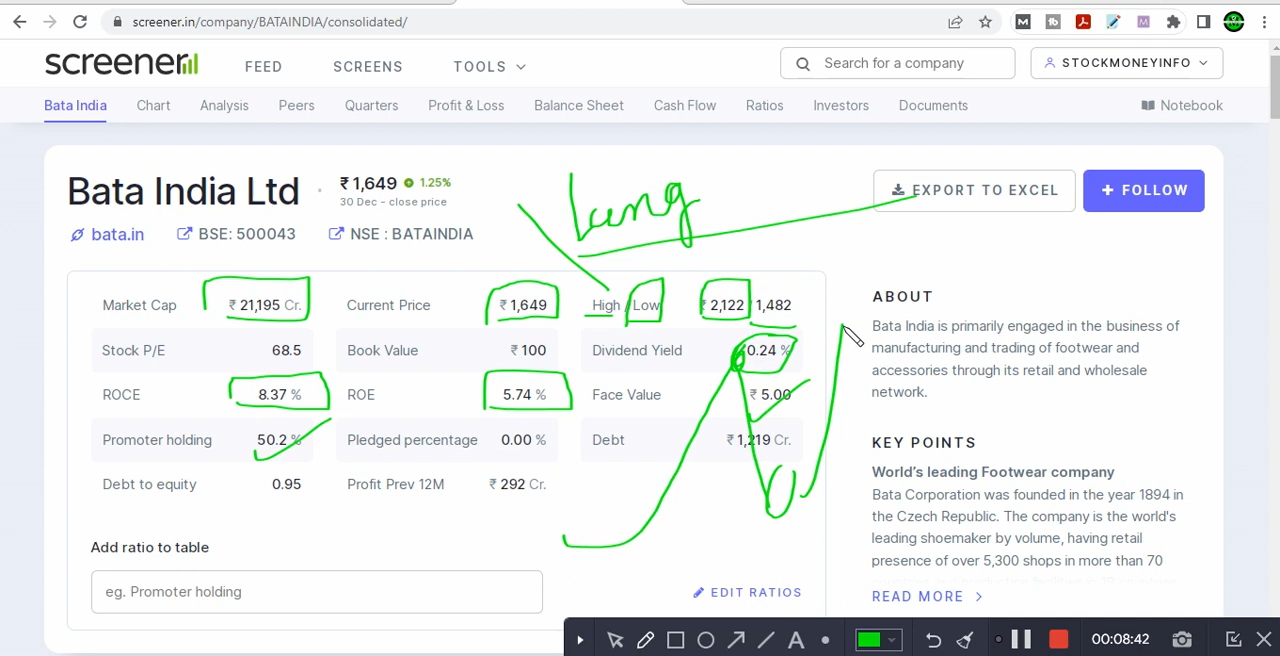 screener.in/company/BATAINDIA/consolidated/
screener
FEED SCREENS TOOLS
Search for a company
STOCKMONEYINFO
Bata India Chart Analysis Peers Quarters Profit & Loss Balance Sheet Cash Flow Ratios Investors Documents Notebook
Bata India Ltd
₹ 1,649 1.25%
30 Dec - close price
EXPORT TO EXCEL
+ FOLLOW
bata.in BSE: 500043 NSE : BATAINDIA
Market Cap ₹ 21,195 Cr. Current Price ₹ 1,649 High / Low ₹ 2,122 / 1,482
Stock P/E 68.5 Book Value ₹ 100 Dividend Yield 0.24 %
ROCE 8.37 % ROE 5.74 % Face Value ₹ 5.00
Promoter holding 50.2 % Pledged percentage 0.00 % Debt ₹ 1,219 Cr.
Debt to equity 0.95 Profit Prev 12M ₹ 292 Cr.
Add ratio to table
eg. Promoter holding
EDIT RATIOS
ABOUT
Bata India is primarily engaged in the business of
manufacturing and trading of footwear and
accessories through its retail and wholesale
network.
KEY POINTS
World's leading Footwear company
Bata Corporation was founded in the year 1894 in
the Czech Republic. The company is the world's
leading shoemaker by volume, having retail
presence of over 5,300 shops in more than 70
READ MORE
A
00:08:42